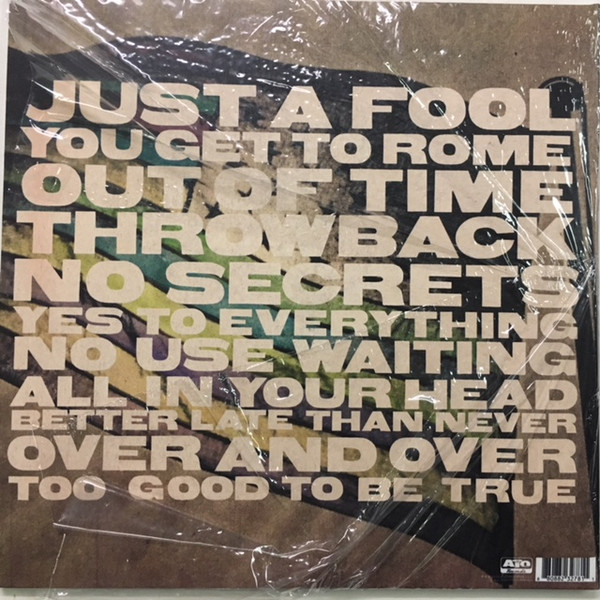 JUST A FOOL
YOU GET TO ROME
OUT OF TIME
THROWBACK
NO SECRETS
YES TO EVERYTHING
NO USE WAITING
ALL IN YOUR HEAD
BETTER LATE THAN NEVER
OVER AND OVER
TOO GOOD TO BE TRUE
ATO